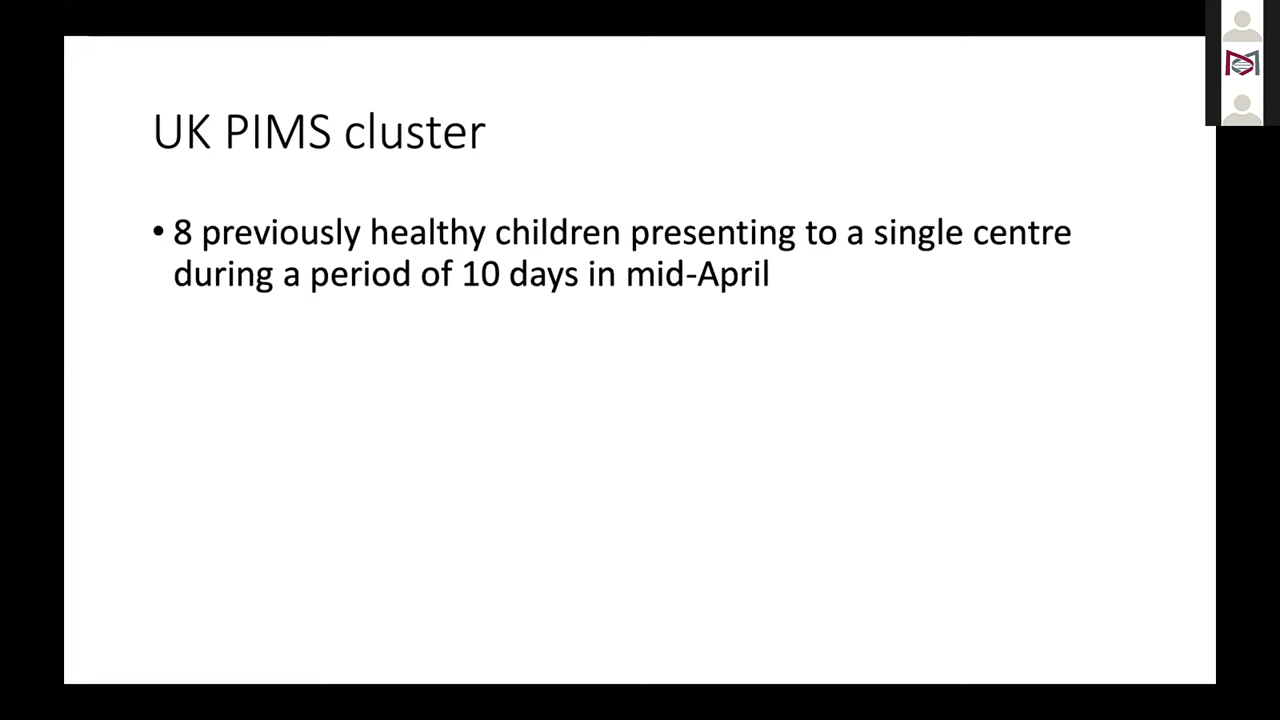 UK PIMS cluster
• 8 previously healthy children presenting to a single centre
during a period of 10 days in mid-April